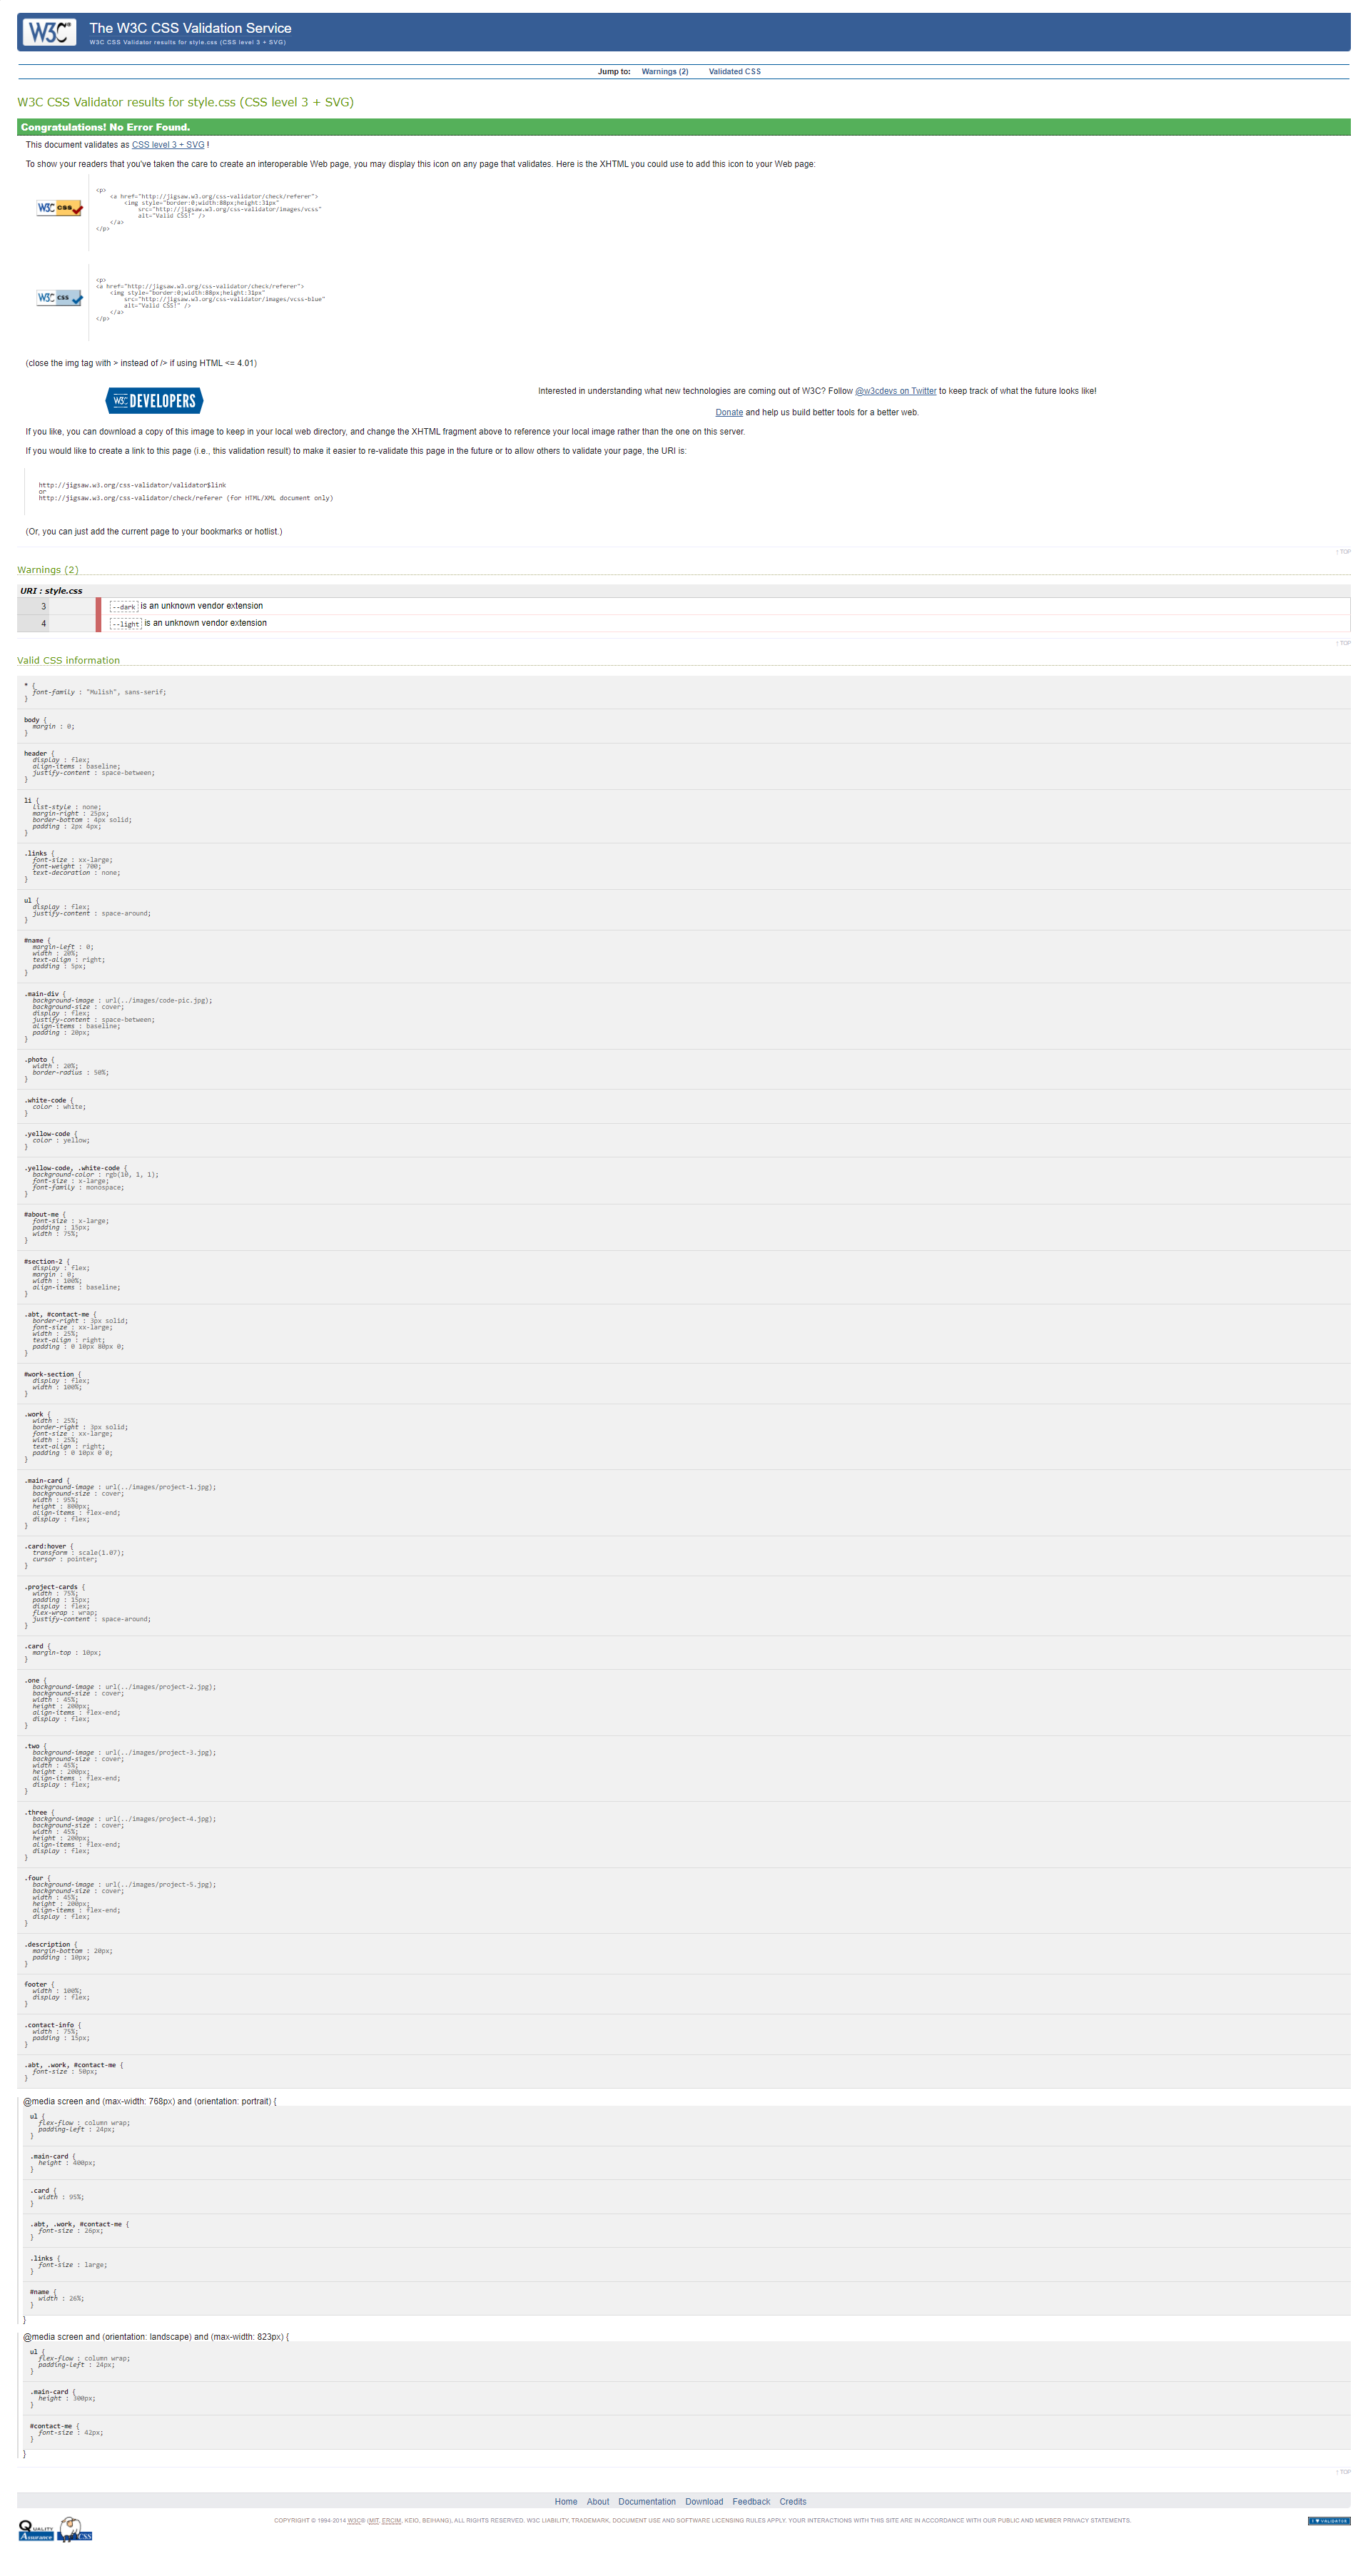 W3C®
The W3C CSS Validation Service
W3C CSS Validator results for style.css (CSS level 3 + SVG)
Jump to: Warnings (2) Validated CSS
W3C CSS Validator results for style.css (CSS level 3 + SVG)
Congratulations! No Error Found.
This document validates as CSS level 3 + SVG !
To show your readers that you've taken the care to create an interoperable Web page, you may display this icon on any page that validates. Here is the XHTML you could use to add this icon to your Web page:
W3C CSS
<p>
<a href="http://jigsaw.w3.org/css-validator/check/referer">
<img style="border:0;width:88px;height:31px"
src="http://jigsaw.w3.org/css-validator/images/vcss"
alt="Valid CSS!" />
</a>
</p>
W3C CSS
<p>
<a href="http://jigsaw.w3.org/css-validator/check/referer">
<img style="border:0;width:88px;height:31px"
src="http://jigsaw.w3.org/css-validator/images/vcss-blue"
alt="Valid CSS!" />
</a>
</p>
(close the img tag with > instead of /> if using HTML <= 4.01)
W3C DEVELOPERS
Interested in understanding what new technologies are coming out of W3C? Follow @w3cdevs on Twitter to keep track of what the future looks like!
Donate and help us build better tools for a better web.
If you like, you can download a copy of this image to keep in your local web directory, and change the XHTML fragment above to reference your local image rather than the one on this server.
If you would like to create a link to this page (i.e., this validation result) to make it easier to re-validate this page in the future or to allow others to validate your page, the URI is:
http://jigsaw.w3.org/css-validator/validator$link
or
http://jigsaw.w3.org/css-validator/check/referer (for HTML/XML document only)
(Or, you can just add the current page to your bookmarks or hotlist.)
↑ TOP
Warnings (2)
URI : style.css
3 --dark is an unknown vendor extension
4 --light is an unknown vendor extension
↑ TOP
Valid CSS information
* {
font-family : "Mulish", sans-serif;
}
body {
margin : 0;
}
header {
display : flex;
align-items : baseline;
justify-content : space-between;
}
li {
list-style : none;
margin-right : 25px;
border-bottom : 4px solid;
padding : 2px 4px;
}
.links {
font-size : xx-large;
font-weight : 700;
text-decoration : none;
}
ul {
display : flex;
justify-content : space-around;
}
#name {
margin-left : 0;
width : 20%;
text-align : right;
padding : 5px;
}
.main-div {
background-image : url(../images/code-pic.jpg);
background-size : cover;
display : flex;
justify-content : space-between;
align-items : baseline;
padding : 20px;
}
.photo {
width : 20%;
border-radius : 50%;
}
.white-code {
color : white;
}
.yellow-code {
color : yellow;
}
.yellow-code, .white-code {
background-color : rgb(10, 1, 1);
font-size : x-large;
font-family : monospace;
}
#about-me {
font-size : x-large;
padding : 15px;
width : 75%;
}
#section-2 {
display : flex;
margin : 0;
width : 100%;
align-items : baseline;
}
.abt, #contact-me {
border-right : 3px solid;
font-size : xx-large;
width : 25%;
text-align : right;
padding : 0 10px 80px 0;
}
#work-section {
display : flex;
width : 100%;
}
.work {
width : 25%;
border-right : 3px solid;
font-size : xx-large;
width : 25%;
text-align : right;
padding : 0 10px 0 0;
}
.main-card {
background-image : url(../images/project-1.jpg);
background-size : cover;
width : 95%;
height : 800px;
align-items : flex-end;
display : flex;
}
.card:hover {
transform : scale(1.07);
cursor : pointer;
}
.project-cards {
width : 75%;
padding : 15px;
display : flex;
flex-wrap : wrap;
justify-content : space-around;
}
.card {
margin-top : 10px;
}
.one {
background-image : url(../images/project-2.jpg);
background-size : cover;
width : 45%;
height : 200px;
align-items : flex-end;
display : flex;
}
.two {
background-image : url(../images/project-3.jpg);
background-size : cover;
width : 45%;
height : 200px;
align-items : flex-end;
display : flex;
}
.three {
background-image : url(../images/project-4.jpg);
background-size : cover;
width : 45%;
height : 200px;
align-items : flex-end;
display : flex;
}
.four {
background-image : url(../images/project-5.jpg);
background-size : cover;
width : 45%;
height : 200px;
align-items : flex-end;
display : flex;
}
.description {
margin-bottom : 20px;
padding : 10px;
}
footer {
width : 100%;
display : flex;
}
.contact-info {
width : 75%;
padding : 15px;
}
.abt, .work, #contact-me {
font-size : 50px;
}
@media screen and (max-width: 768px) and (orientation: portrait) {
ul {
flex-flow : column wrap;
padding-left : 24px;
}
.main-card {
height : 400px;
}
.card {
width : 95%;
}
.abt, .work, #contact-me {
font-size : 26px;
}
.links {
font-size : large;
}
#name {
width : 26%;
}
}
@media screen and (orientation: landscape) and (max-width: 823px) {
ul {
flex-flow : column wrap;
padding-left : 24px;
}
.main-card {
height : 300px;
}
#contact-me {
font-size : 42px;
}
}
↑ TOP
Home About Documentation Download Feedback Credits
QUALITY Assurance
CSS
COPYRIGHT © 1994-2014 W3C® (MIT, ERCIM, KEIO, BEIHANG), ALL RIGHTS RESERVED. W3C LIABILITY, TRADEMARK, DOCUMENT USE AND SOFTWARE LICENSING RULES APPLY. YOUR INTERACTIONS WITH THIS SITE ARE IN ACCORDANCE WITH OUR PUBLIC AND MEMBER PRIVACY STATEMENTS.
I ♥ VALIDATOR